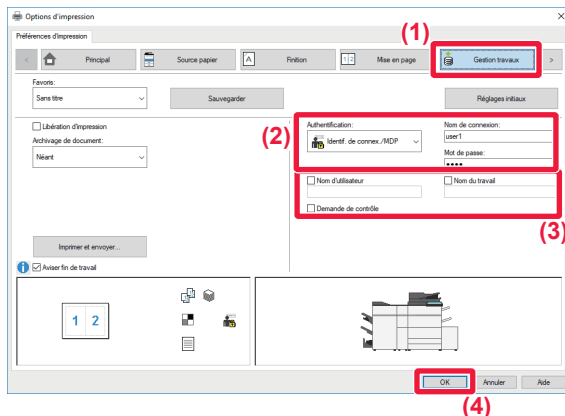 Options d'impression
Préférences d'impression
(1)
Principal
Source papier
A
Finition
1 2
Mise en page
Gestion travaux
Favoris:
Sans titre
Sauvegarder
Réglages initiaux
(2)
Libération d'impression
Archivage de document:
Néant
Authentification:
Identif. de connex./MDP
Nom de connexion:
user1
Mot de passe:
••••
Nom d'utilisateur
Nom du travail
Demande de contrôle
(3)
Imprimer et envoyer...
Aviser fin de travail
1 2
OK
Annuler
Aide
(4)